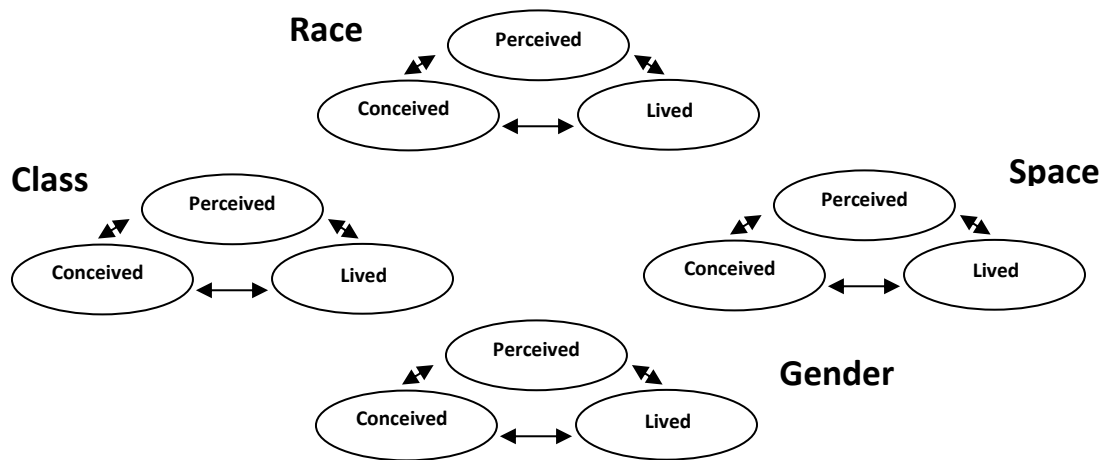 Race
Perceived
Conceived
Lived
Class
Perceived
Conceived
Lived
Space
Perceived
Conceived
Lived
Gender
Perceived
Conceived
Lived